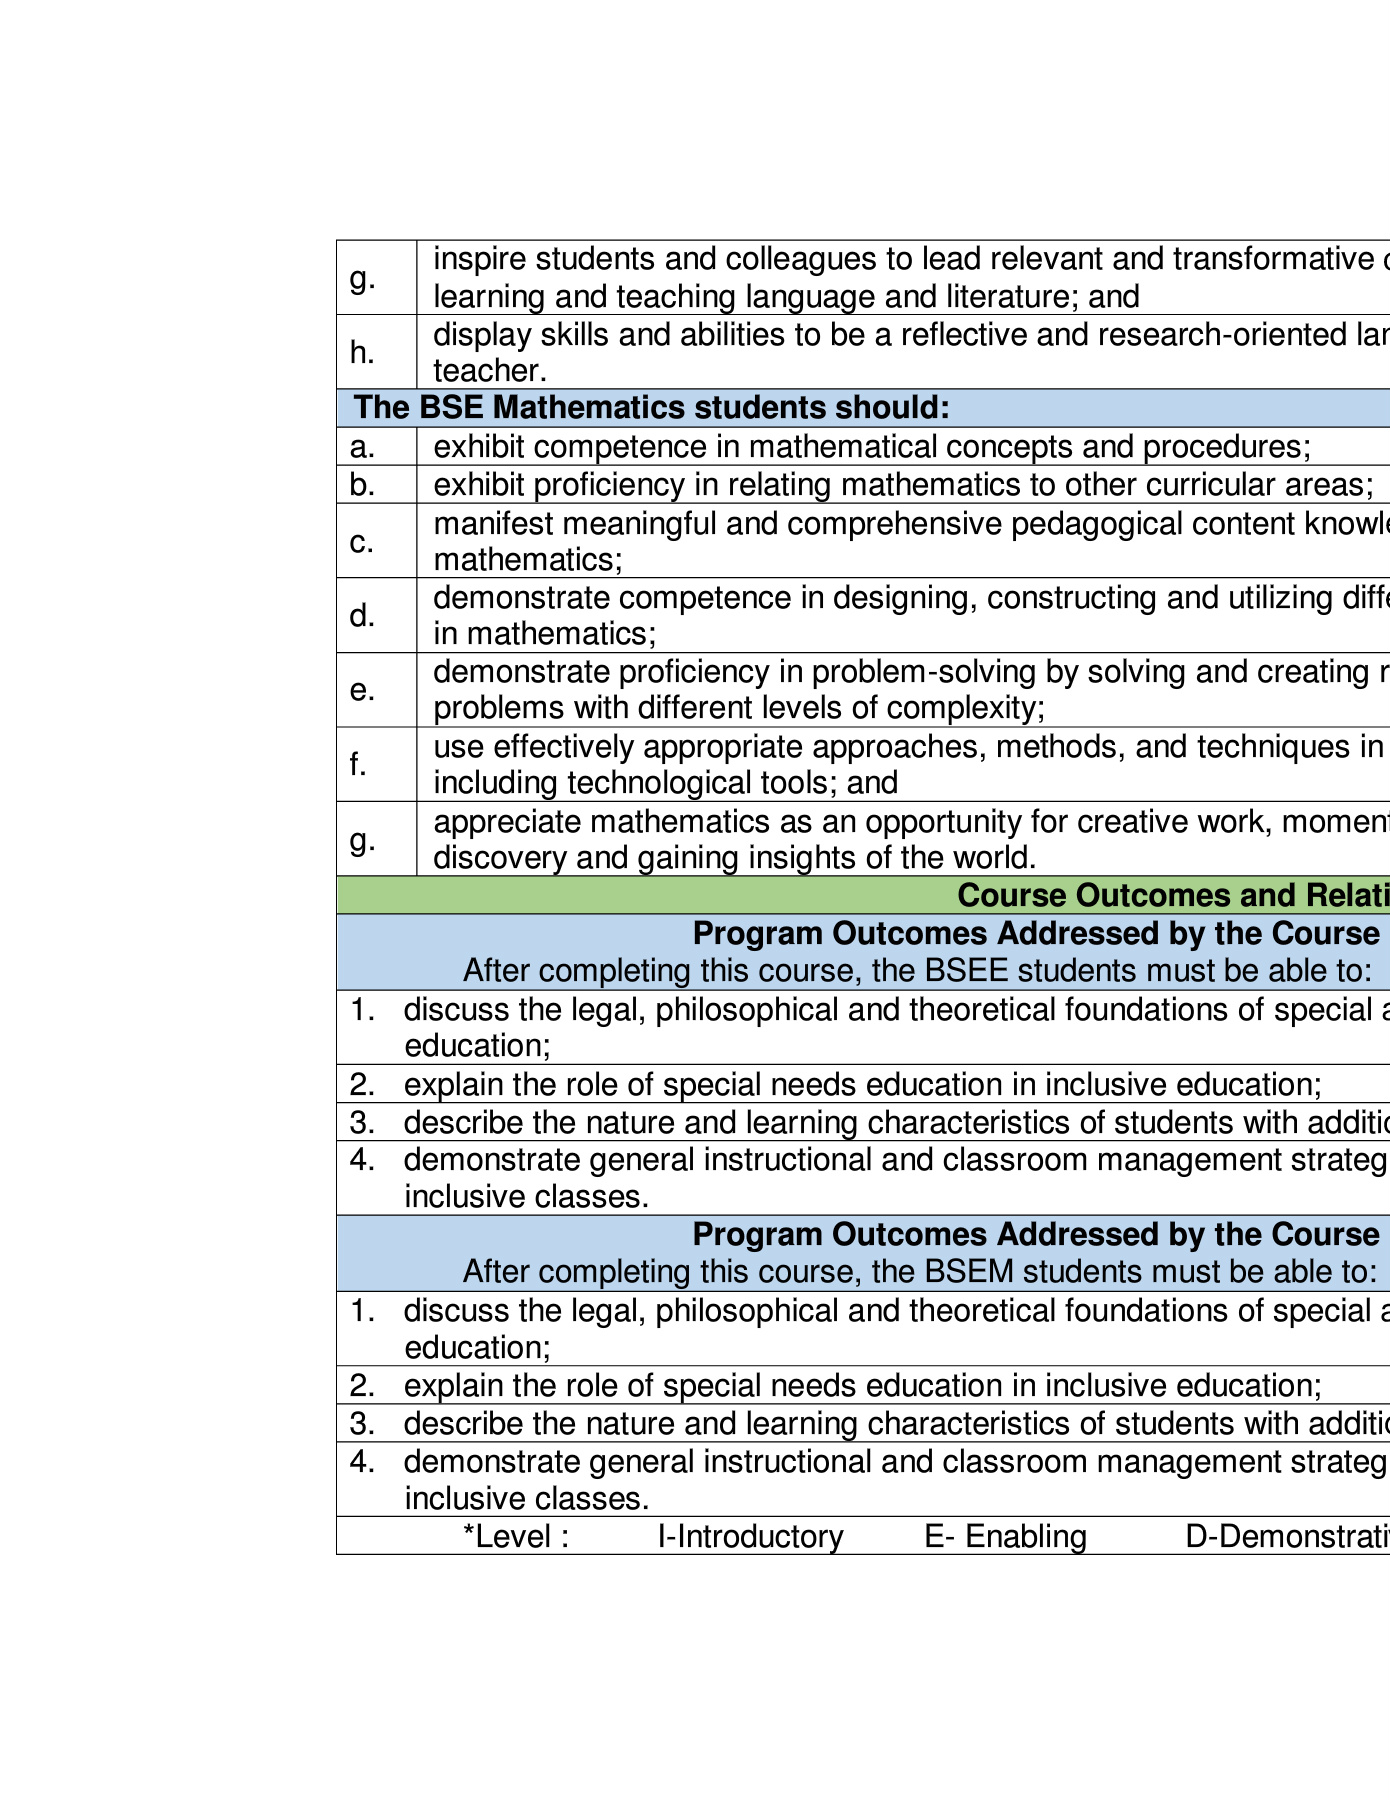 g. inspire students and colleagues to lead relevant and transformative
learning and teaching language and literature; and
h. display skills and abilities to be a reflective and research-oriented
teacher.
The BSE Mathematics students should:
a. exhibit competence in mathematical concepts and procedures;
b. exhibit proficiency in relating mathematics to other curricular areas;
c. manifest meaningful and comprehensive pedagogical content
mathematics;
d. demonstrate competence in designing, constructing and utilizing
in mathematics;
e. demonstrate proficiency in problem-solving by solving and creating
problems with different levels of complexity;
f. use effectively appropriate approaches, methods, and techniques in
including technological tools; and
g. appreciate mathematics as an opportunity for creative work,
discovery and gaining insights of the world.
Course Outcomes and
Program Outcomes Addressed by the Course
After completing this course, the BSEE students must be able to:
1. discuss the legal, philosophical and theoretical foundations of special
education;
2. explain the role of special needs education in inclusive education;
3. describe the nature and learning characteristics of students with
4. demonstrate general instructional and classroom management
inclusive classes.
Program Outcomes Addressed by the Course
After completing this course, the BSEM students must be able to:
1. discuss the legal, philosophical and theoretical foundations of special
education;
2. explain the role of special needs education in inclusive education;
3. describe the nature and learning characteristics of students with
4. demonstrate general instructional and classroom management
inclusive classes.
*Level : I-Introductory E- Enabling